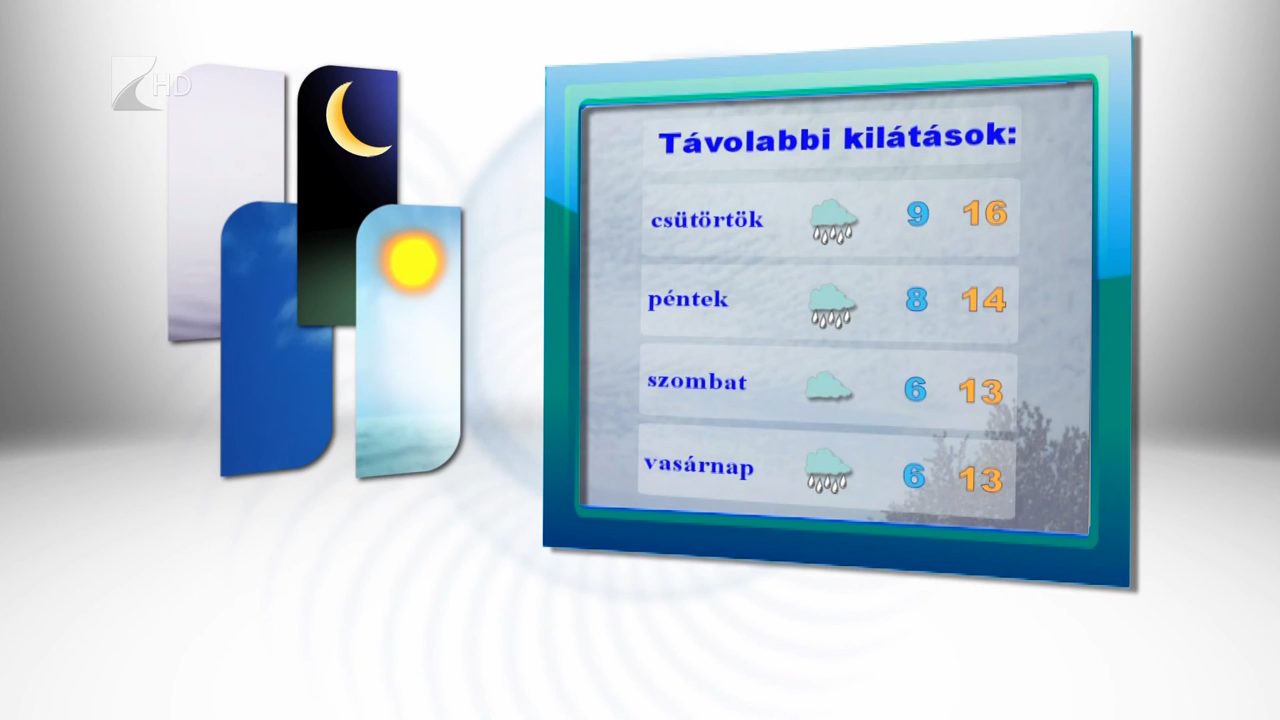 HD
Távolabbi kilátások:
csütörtök 9 16
péntek 8 14
szombat 6 13
vasárnap 6 13